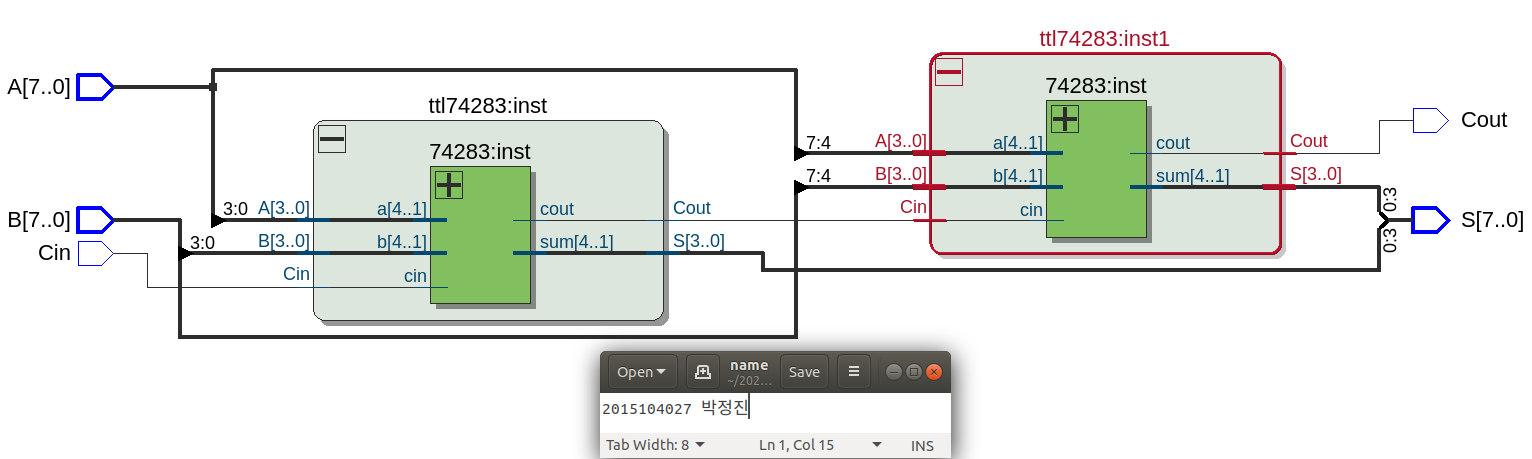 ttl74283:inst1
A[7..0]
ttl74283:inst
74283:inst
Cout
74283:inst
7:4 A[3..0] a[4..1] cout Cout
7:4 B[3..0] b[4..1] sum[4..1] S[3..0]
0:3
3:0 A[3..0] a[4..1] cout Cout
Cin cin
B[7..0]
S[7..0]
3:0 B[3..0] b[4..1] sum[4..1] S[3..0]
0:3
Cin
Cin cin
Open name Save
~/202...
2015104027 박정진
Tab Width: 8 Ln 1, Col 15 INS